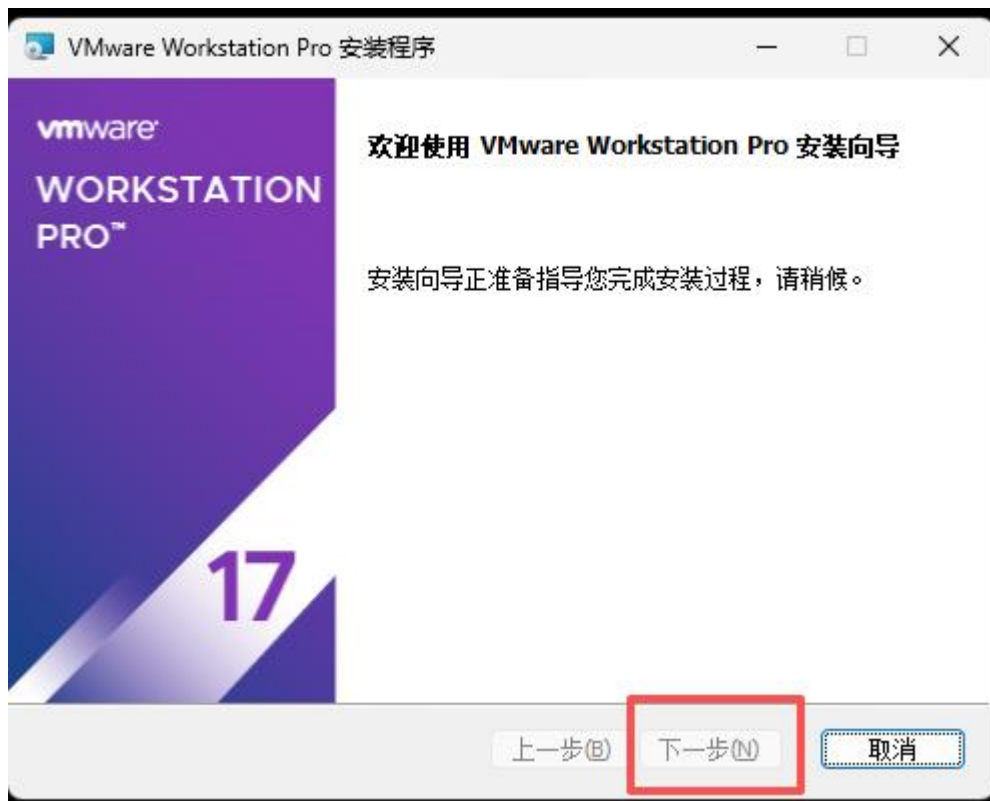 VMware Workstation Pro 安装程序
vmware
WORKSTATION
PRO™
欢迎使用 VMware Workstation Pro 安装向导
安装向导正准备指导您完成安装过程，请稍候。
17
上一步(B) 下一步(N) 取消